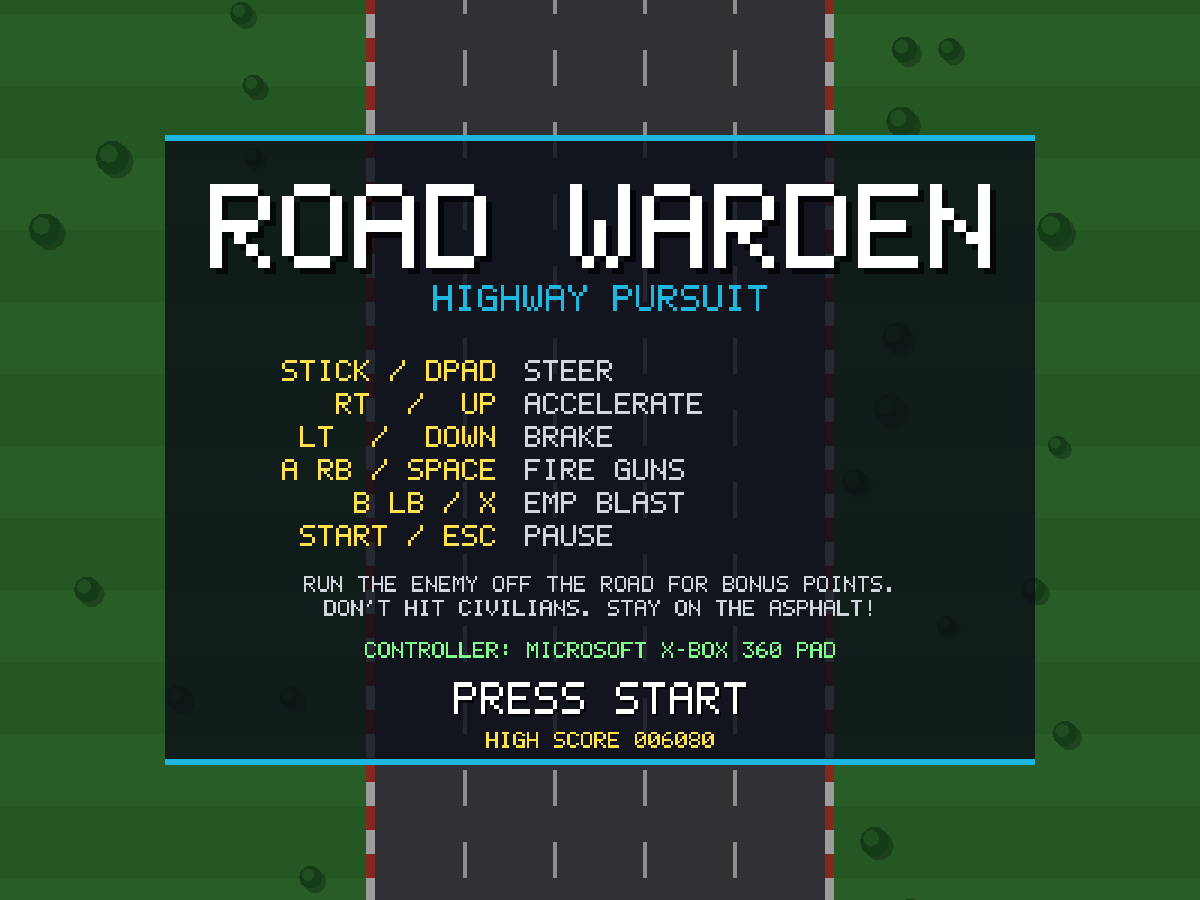 ROAD WARDEN
HIGHWAY PURSUIT
STICK / DPAD STEER
RT / UP ACCELERATE
LT / DOWN BRAKE
A RB / SPACE FIRE GUNS
B LB / X EMP BLAST
START / ESC PAUSE
RUN THE ENEMY OFF THE ROAD FOR BONUS POINTS.
DON'T HIT CIVILIANS. STAY ON THE ASPHALT!
CONTROLLER: MICROSOFT X-BOX 360 PAD
PRESS START
HIGH SCORE 006080